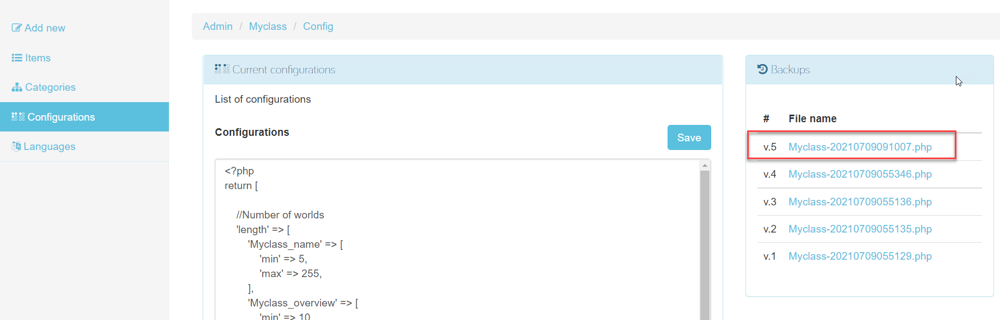 Add new
Items
Categories
Configurations
Languages
Admin / Myclass / Config
Current configurations
List of configurations
Configurations
Save
<?php
return [
//Number of worlds
'length' => [
'Myclass_name' => [
'min' => 5,
'max' => 255,
],
'Myclass_overview' => [
'min' => 10
Backups
# File name
v.5 Myclass-20210709091007.php
v.4 Myclass-20210709055346.php
v.3 Myclass-20210709055136.php
v.2 Myclass-20210709055135.php
v.1 Myclass-20210709055129.php